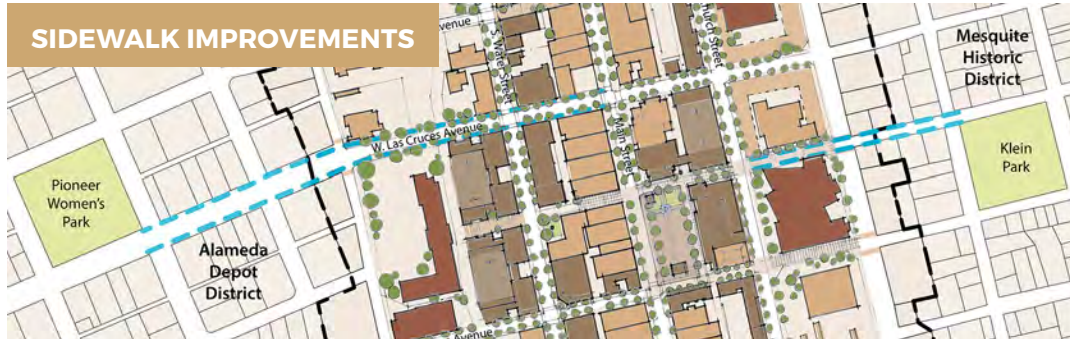 SIDEWALK IMPROVEMENTS
Avenue
S. Water Street
Church Street
Mesquite
Historic
District
W. Las Cruces Avenue
Main Street
Klein
Park
Pioneer
Women's
Park
Alameda
Depot
District
Avenue